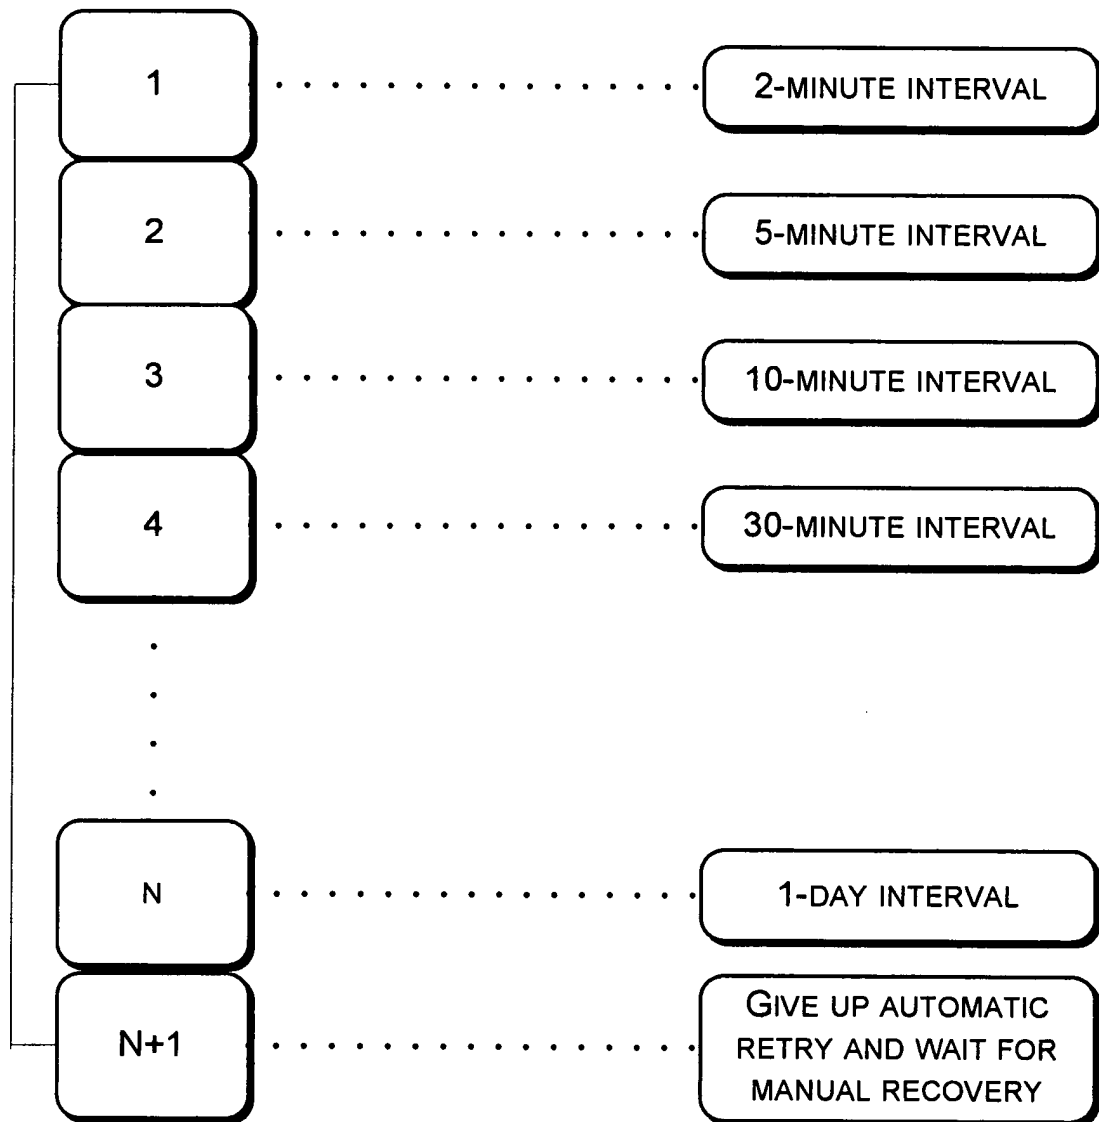 1
2-MINUTE INTERVAL
2
5-MINUTE INTERVAL
3
10-MINUTE INTERVAL
4
30-MINUTE INTERVAL
N
1-DAY INTERVAL
N+1
GIVE UP AUTOMATIC
RETRY AND WAIT FOR
MANUAL RECOVERY